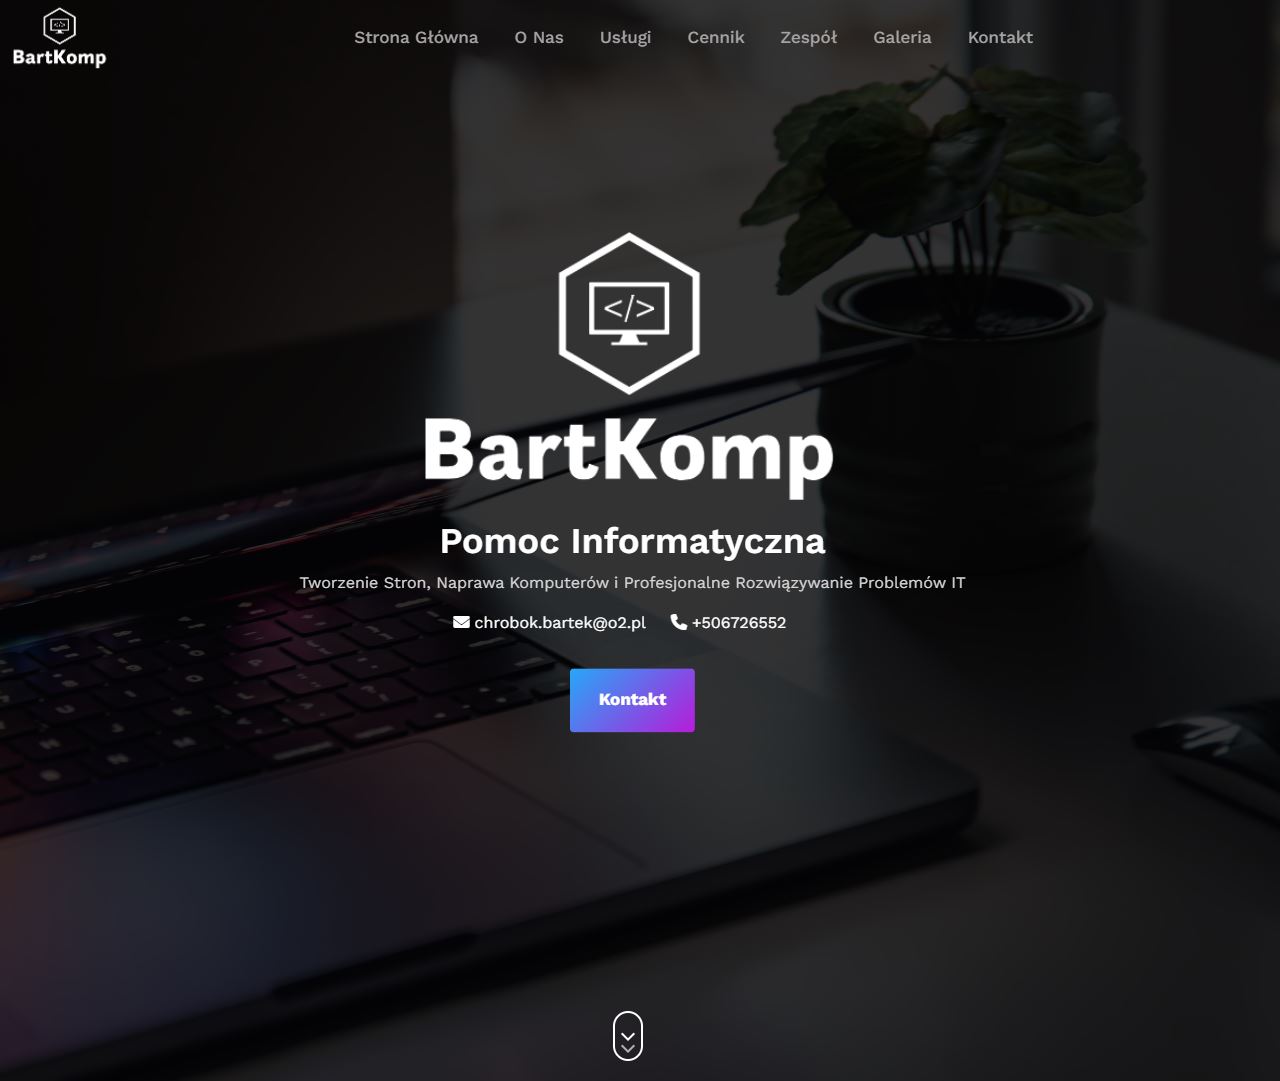 BartKomp
Strona Główna O Nas Usługi Cennik Zespół Galeria Kontakt
</>
BartKomp
Pomoc Informatyczna
Tworzenie Stron, Naprawa Komputerów i Profesjonalne Rozwiązywanie Problemów IT
chrobok.bartek@o2.pl +506726552
Kontakt